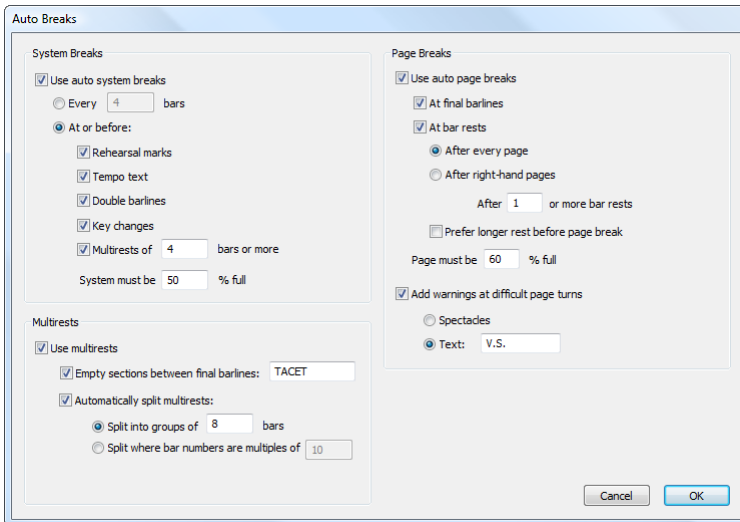 Auto Breaks
System Breaks
Use auto system breaks
Every 4 bars
At or before:
Rehearsal marks
Tempo text
Double barlines
Key changes
Multirests of 4 bars or more
System must be 50 % full
Multirests
Use multirests
Empty sections between final barlines: TACET
Automatically split multirests:
Split into groups of 8 bars
Split where bar numbers are multiples of 10
Page Breaks
Use auto page breaks
At final barlines
At bar rests
After every page
After right-hand pages
After 1 or more bar rests
Prefer longer rest before page break
Page must be 60 % full
Add warnings at difficult page turns
Spectacles
Text: V.S.
Cancel OK